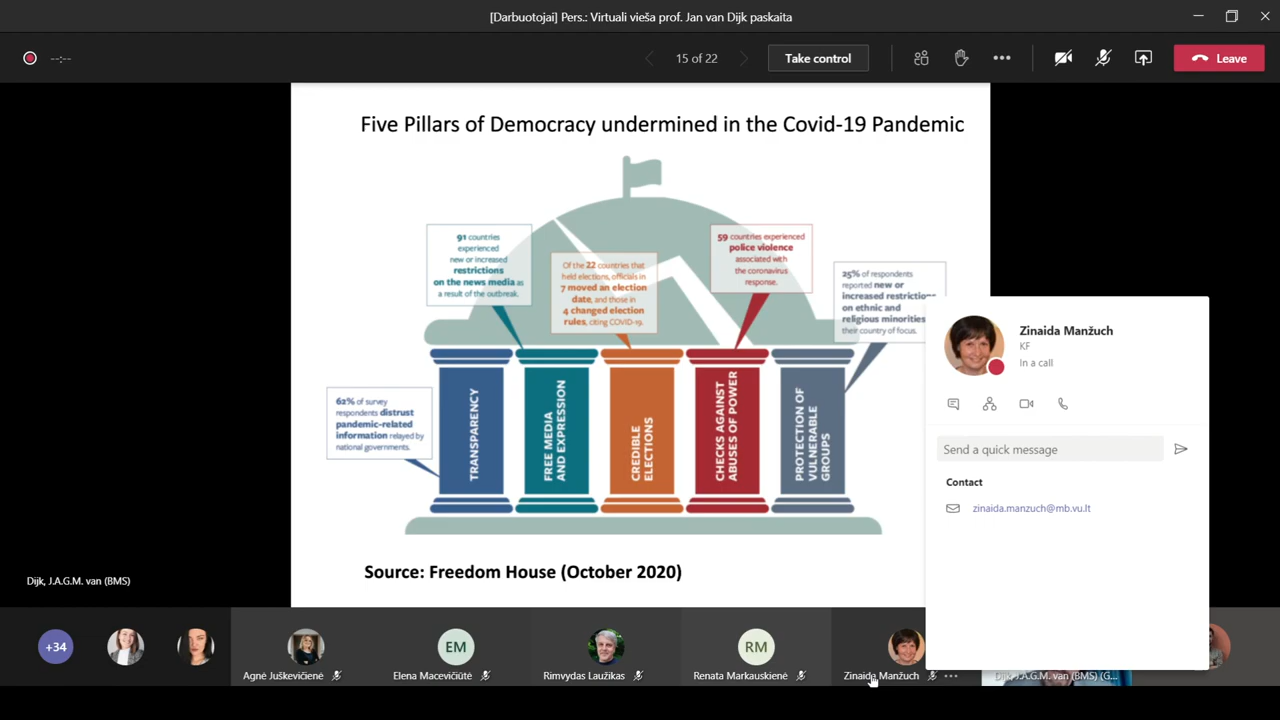 [Darbuotojai] Pers.: Virtuali vieša prof. Jan van Dijk paskaita
--:--
15 of 22
Take control
Leave
Five Pillars of Democracy undermined in the Covid-19 Pandemic
91 countries
experienced
new or increased
restrictions
on the news media as
a result of the outbreak.
Of the 22 countries that
held elections, officials in
7 moved an election
date, and those in
4 changed election
rules, citing COVID-19.
59 countries experienced
police violence
associated with
the coronavirus
response.
25% of respondents
reported new or
increased restrictions
on ethnic and
religious minorities
their country of focus.
62% of survey
respondents distrust
pandemic-related
information relayed by
national governments.
TRANSPARENCY
FREE MEDIA
AND EXPRESSION
CREDIBLE
ELECTIONS
CHECKS AGAINST
ABUSES OF POWER
PROTECTION OF
VULNERABLE
GROUPS
Source: Freedom House (October 2020)
Zinaida Manžuch
KF
In a call
Send a quick message
Contact
zinaida.manzuch@mb.vu.lt
Dijk, J.A.G.M. van (BMS)
+34
Agnė Juškevičienė
EM
Elena Macevičiūtė
Rimvydas Laužikas
RM
Renata Markauskienė
Zinaida Manžuch
Dijk, J.A.G.M. van (BMS) (G...